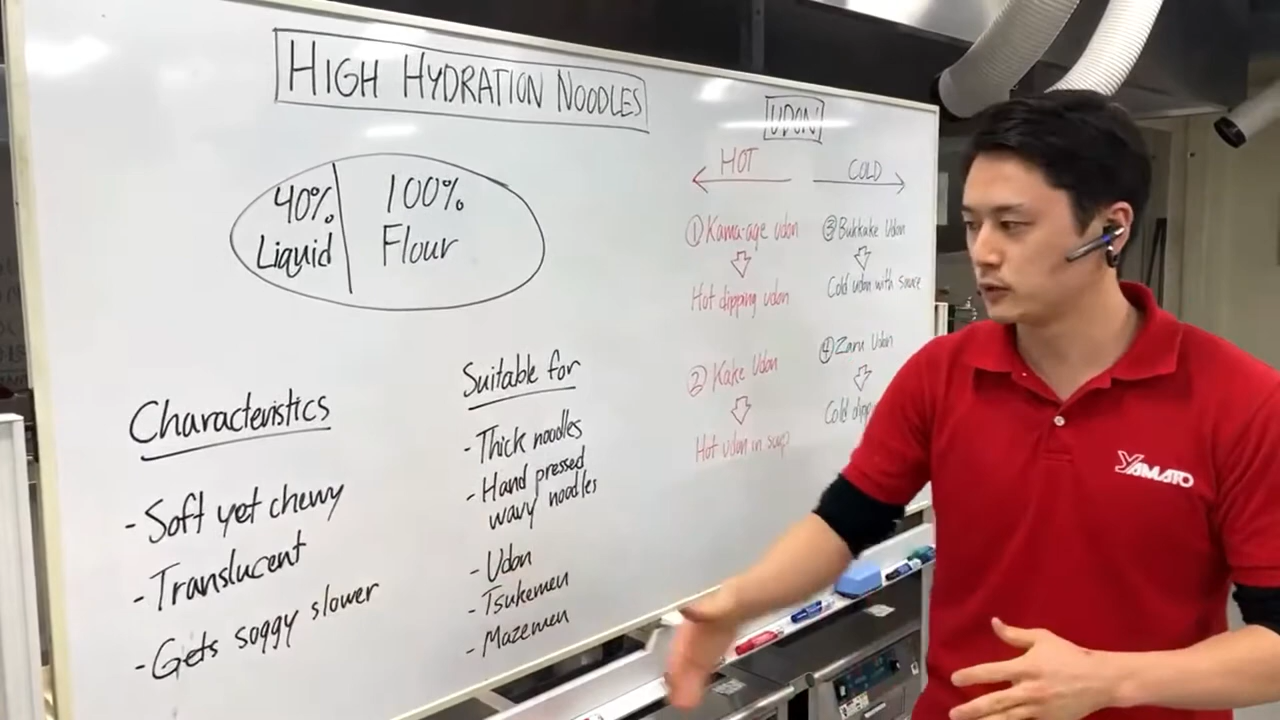 HIGH HYDRATION NOODLES
40% Liquid
100% Flour
Characteristics
- Soft yet chewy
- Translucent
- Gets soggy slower
Suitable for
- Thick noodles
- Hand pressed
wavy noodles
- Udon
- Tsukemen
- Mazemen
UDON
HOT
① Kama-age udon
Hot dipping udon
② Kake Udon
Hot udon in soup
COLD
③ Bukkake Udon
Cold udon with sauce
④ Zaru Udon
Cold
YAMATO